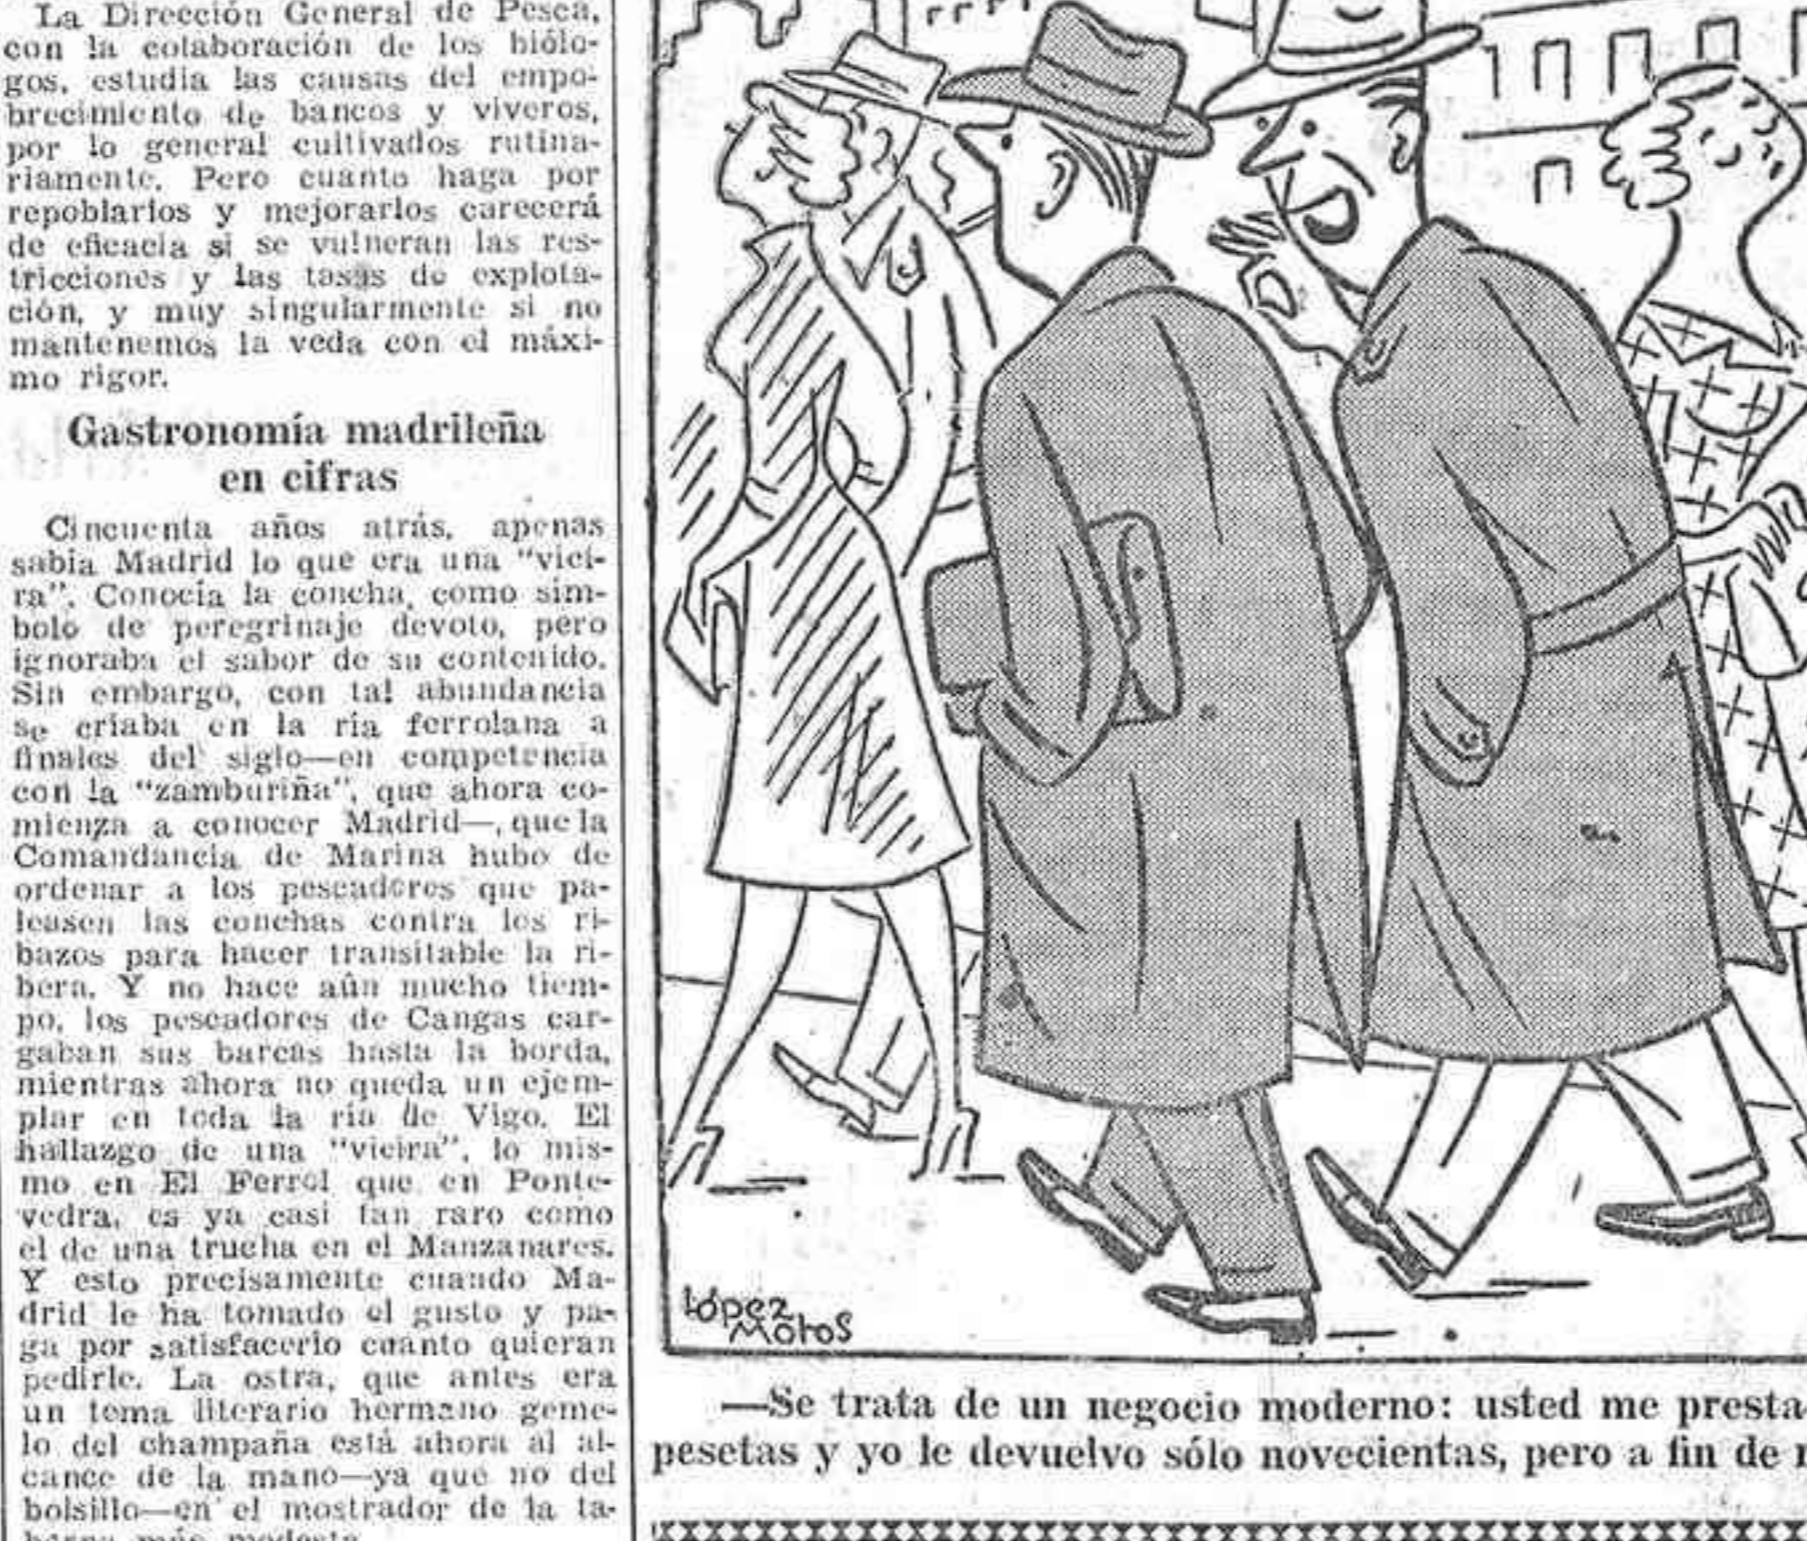 La Dirección General de Pesca,
con la colaboración de los biólo-
gos, estudia las causas del empo-
brecimiento de bancos y viveros,
por lo general cultivados rutina-
riamente. Pero cuanto haga por
repoblarlos y mejorarlos carecerá
de eficacia si se vulneran las res-
tricciones y las tasas de explota-
ción, y muy singularmente si no
mantenemos la veda con el máxi-
mo rigor.
Gastronomía madrileña
en cifras
Cincuenta años atrás, apenas
sabía Madrid lo que era una "viei-
ra". Conocía la concha, como sím-
bolo de peregrinaje devoto, pero
ignoraba el sabor de su contenido.
Sin embargo, con tal abundancia
se criaba en la ría ferrolana a
finales del siglo—en competencia
con la "zamburiña", que ahora co-
mienza a conocer Madrid—, que la
Comandancia de Marina hubo de
ordenar a los pescadores que pa-
leasen las conchas contra los ri-
bazos para hacer transitable la ri-
bera. Y no hace aún mucho tiem-
po, los pescadores de Cangas car-
gaban sus barcas hasta la borda,
mientras ahora no queda un ejem-
plar en toda la ría de Vigo. El
hallazgo de una "vieira", lo mis-
mo en El Ferrol que en Ponte-
vedra, es ya casi tan raro como
el de una trucha en el Manzanares.
Y esto precisamente cuando Ma-
drid le ha tomado el gusto y pa-
ga por satisfacerlo cuanto quieran
pedirle. La ostra, que antes era
un tema literario hermano geme-
lo del champaña está ahora al al-
cance de la mano—ya que no del
bolsillo—en el mostrador de la ta-
berna más modesta.
López
Motos
—Se trata de un negocio moderno: usted me presta
pesetas y yo le devuelvo sólo novecientas, pero a fin de